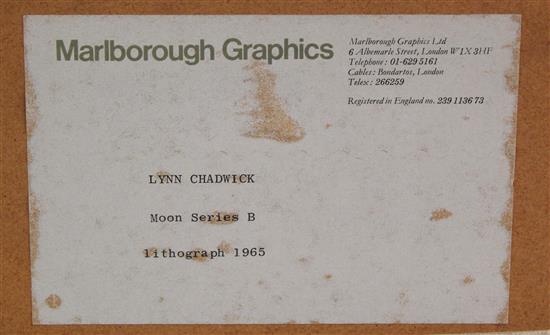 Marlborough Graphics
Marlborough Graphics Ltd
6 Albemarle Street, London W1X 3HF
Telephone: 01-629 5161
Cables: Bondartos, London
Telex: 266259
Registered in England no. 239 1136 73
LYNN CHADWICK
Moon Series B
lithograph 1965